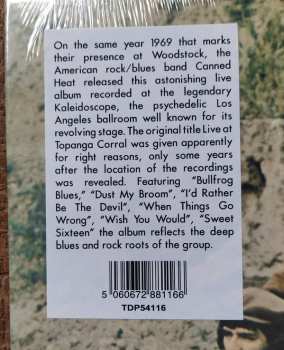 On the same year 1969 that marks
their presence at Woodstock, the
American rock/blues band Canned
Heat released this astonishing live
album recorded at the legendary
Kaleidoscope, the psychedelic Los
Angeles ballroom well known for its
revolving stage. The original title Live at
Topanga Corral was given apparently
for right reasons, only some years
after the location of the recordings
was revealed. Featuring “Bullfrog
Blues,” “Dust My Broom”, “I’d Rather
Be The Devil”, “When Things Go
Wrong”, “Wish You Would”, “Sweet
Sixteen” the album reflects the deep
blues and rock roots of the group.
5 060672 881166
TDP54116